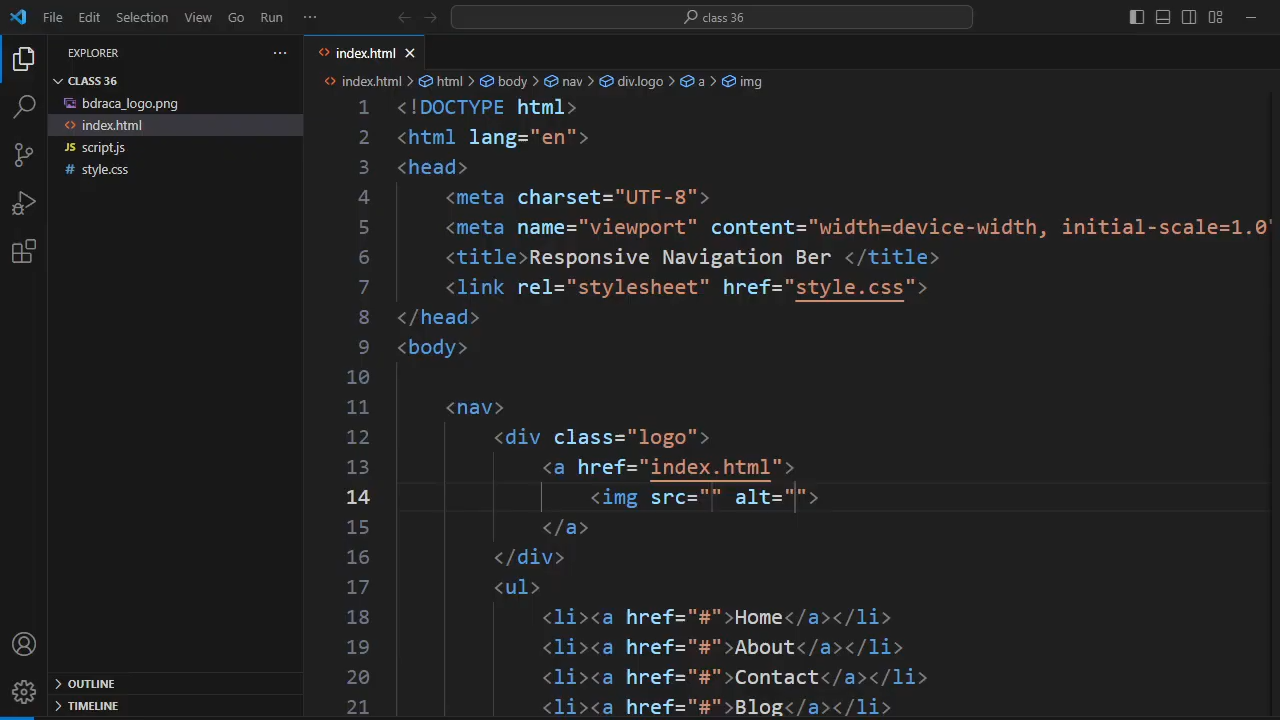 File Edit Selection View Go Run ···
class 36
EXPLORER ···
CLASS 36
bdraca_logo.png
index.html
JS script.js
# style.css
OUTLINE
TIMELINE
<> index.html ×
<> index.html > html > body > nav > div.logo > a > img
1 <!DOCTYPE html>
2 <html lang="en">
3 <head>
4 <meta charset="UTF-8">
5 <meta name="viewport" content="width=device-width, initial-scale=1.0"
6 <title>Responsive Navigation Ber </title>
7 <link rel="stylesheet" href="style.css">
8 </head>
9 <body>
10
11 <nav>
12 <div class="logo">
13 <a href="index.html">
14 <img src="" alt="">
15 </a>
16 </div>
17 <ul>
18 <li><a href="#">Home</a></li>
19 <li><a href="#">About</a></li>
20 <li><a href="#">Contact</a></li>
21 <li><a href="#">Blog</a></li>